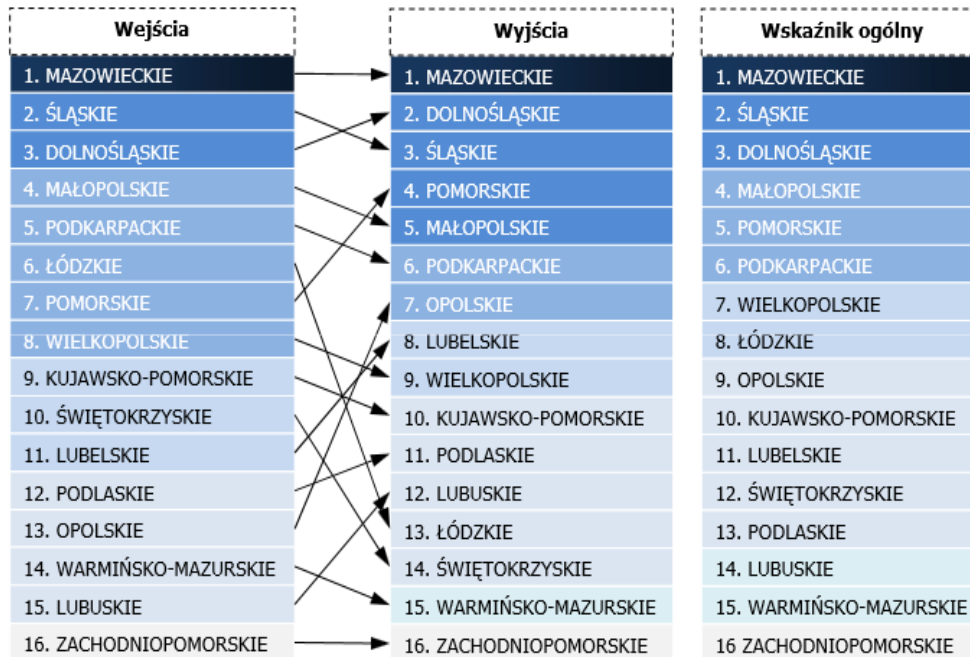 Wejścia
1. MAZOWIECKIE
2. ŚLĄSKIE
3. DOLNOŚLĄSKIE
4. MAŁOPOLSKIE
5. PODKARPACKIE
6. ŁÓDZKIE
7. POMORSKIE
8. WIELKOPOLSKIE
9. KUJAWSKO-POMORSKIE
10. ŚWIĘTOKRZYSKIE
11. LUBELSKIE
12. PODLASKIE
13. OPOLSKIE
14. WARMIŃSKO-MAZURSKIE
15. LUBUSKIE
16. ZACHODNIOPOMORSKIE
Wyjścia
1. MAZOWIECKIE
2. DOLNOŚLĄSKIE
3. ŚLĄSKIE
4. POMORSKIE
5. MAŁOPOLSKIE
6. PODKARPACKIE
7. OPOLSKIE
8. LUBELSKIE
9. WIELKOPOLSKIE
10. KUJAWSKO-POMORSKIE
11. PODLASKIE
12. LUBUSKIE
13. ŁÓDZKIE
14. ŚWIĘTOKRZYSKIE
15. WARMIŃSKO-MAZURSKIE
16. ZACHODNIOPOMORSKIE
Wskaźnik ogólny
1. MAZOWIECKIE
2. ŚLĄSKIE
3. DOLNOŚLĄSKIE
4. MAŁOPOLSKIE
5. POMORSKIE
6. PODKARPACKIE
7. WIELKOPOLSKIE
8. ŁÓDZKIE
9. OPOLSKIE
10. KUJAWSKO-POMORSKIE
11. LUBELSKIE
12. ŚWIĘTOKRZYSKIE
13. PODLASKIE
14. LUBUSKIE
15. WARMIŃSKO-MAZURSKIE
16 ZACHODNIOPOMORSKIE